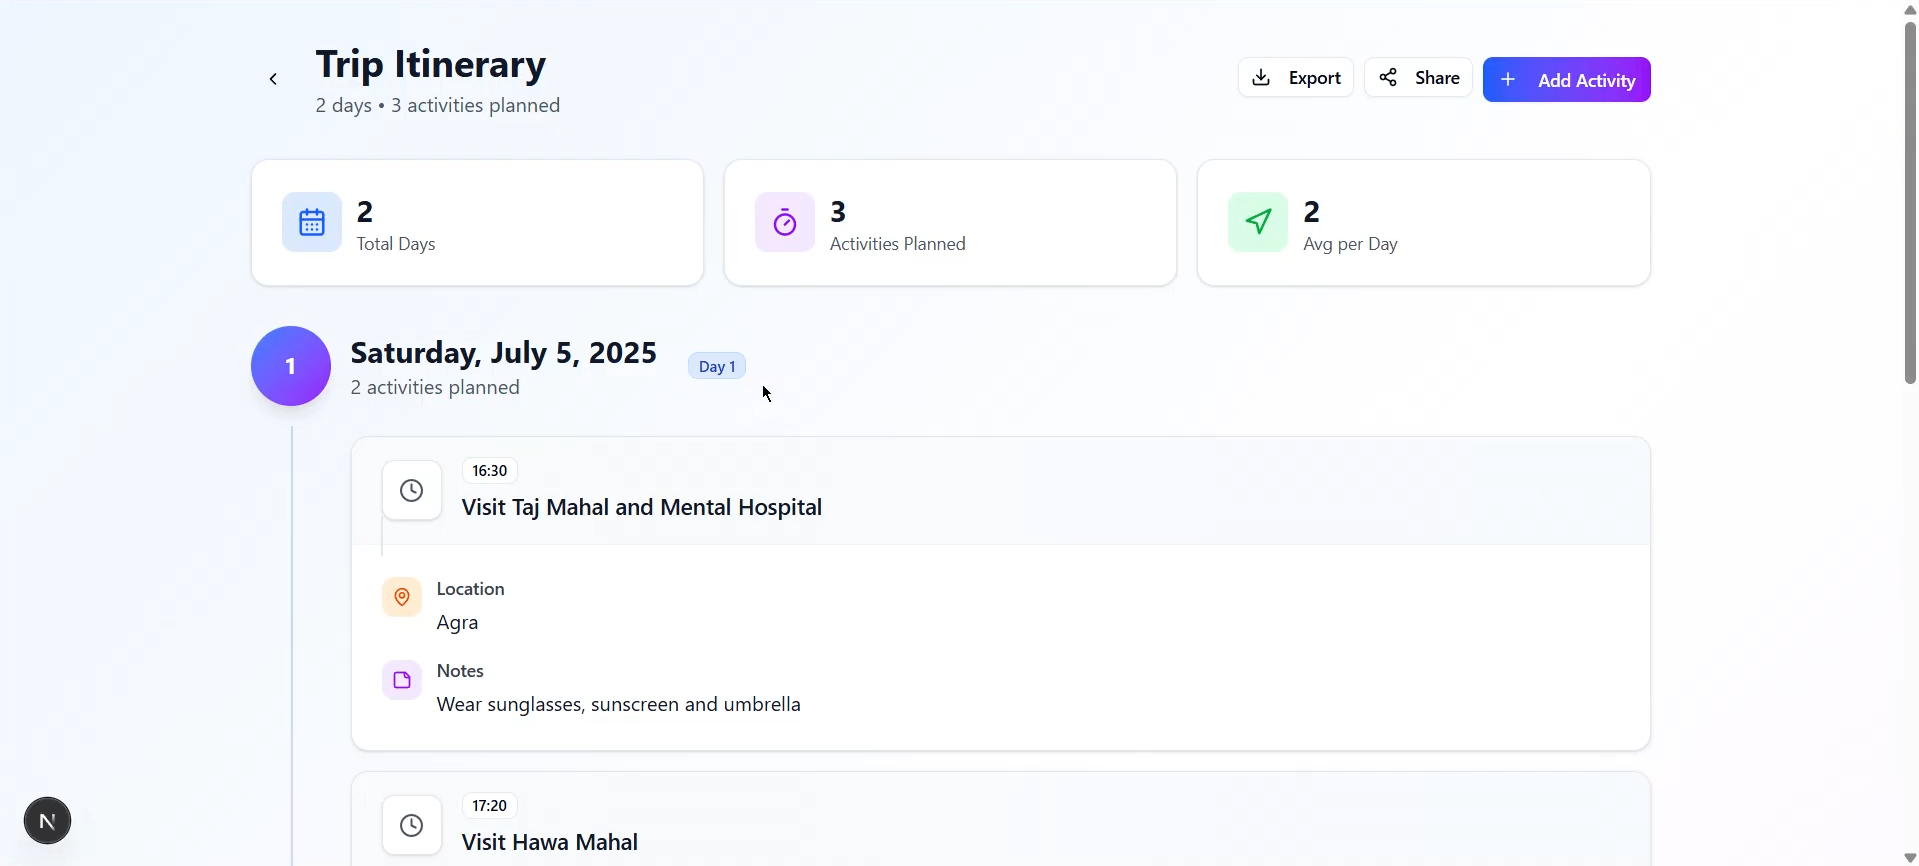 Trip Itinerary
2 days • 3 activities planned
Export
Share
Add Activity
2
Total Days
3
Activities Planned
2
Avg per Day
1
Saturday, July 5, 2025
Day 1
2 activities planned
16:30
Visit Taj Mahal and Mental Hospital
Location
Agra
Notes
Wear sunglasses, sunscreen and umbrella
17:20
Visit Hawa Mahal
N